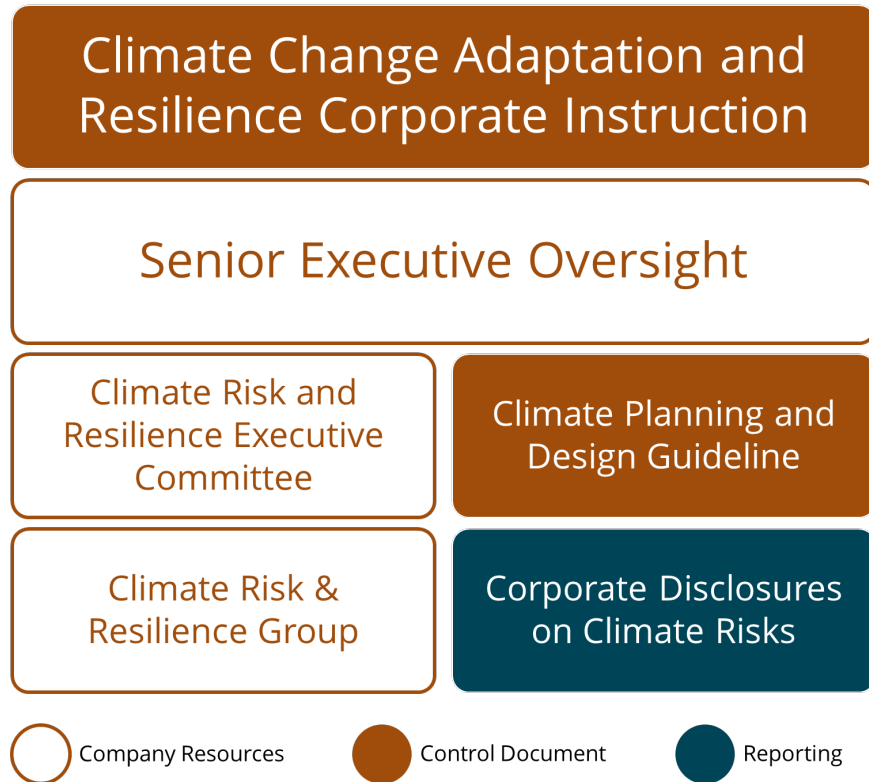 Climate Change Adaptation and
Resilience Corporate Instruction
Senior Executive Oversight
Climate Risk and
Resilience Executive
Committee
Climate Planning and
Design Guideline
Climate Risk &
Resilience Group
Corporate Disclosures
on Climate Risks
Company Resources
Control Document
Reporting